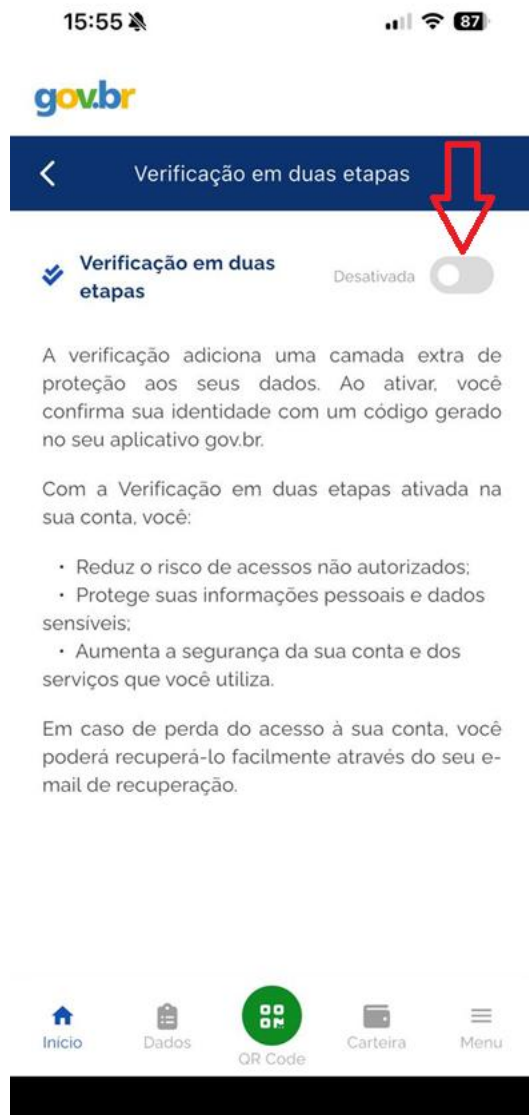 15:55
87
gov.br
Verificação em duas etapas
Verificação em duas
etapas
Desativada
A verificação adiciona uma camada extra de
proteção aos seus dados. Ao ativar, você
confirma sua identidade com um código gerado
no seu aplicativo gov.br.
Com a Verificação em duas etapas ativada na
sua conta, você:
• Reduz o risco de acessos não autorizados;
• Protege suas informações pessoais e dados
sensíveis;
• Aumenta a segurança da sua conta e dos
serviços que você utiliza.
Em caso de perda do acesso à sua conta, você
poderá recuperá-lo facilmente através do seu e-
mail de recuperação.
Início
Dados
QR Code
Carteira
Menu